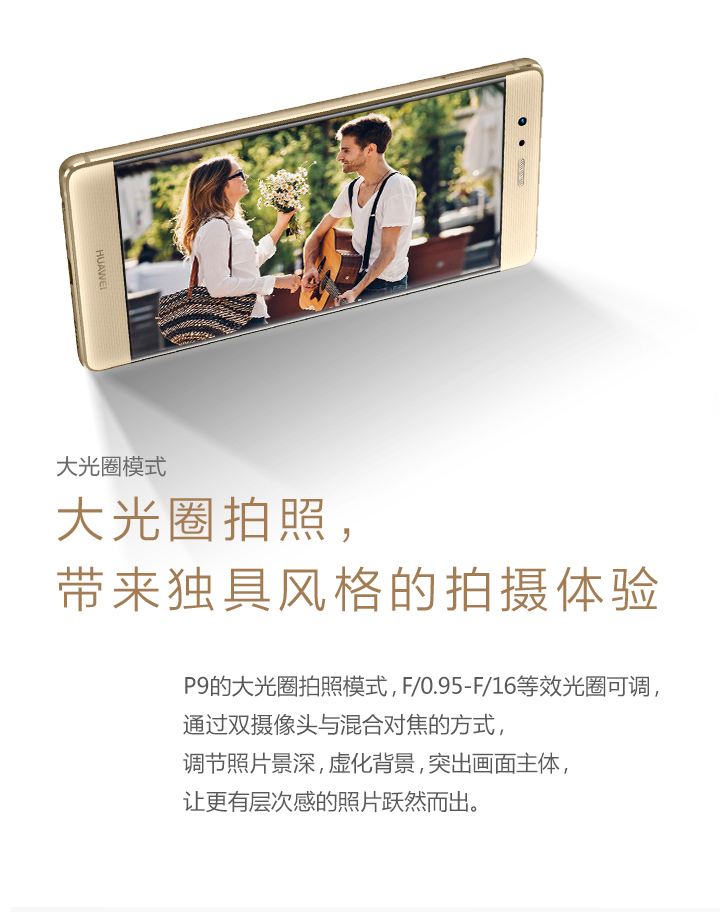 HUAWEI
大光圈模式
大光圈拍照，
带来独具风格的拍摄体验
P9的大光圈拍照模式，F/0.95-F/16等效光圈可调，
通过双摄像头与混合对焦的方式，
调节照片景深，虚化背景，突出画面主体，
让更有层次感的照片跃然而出。